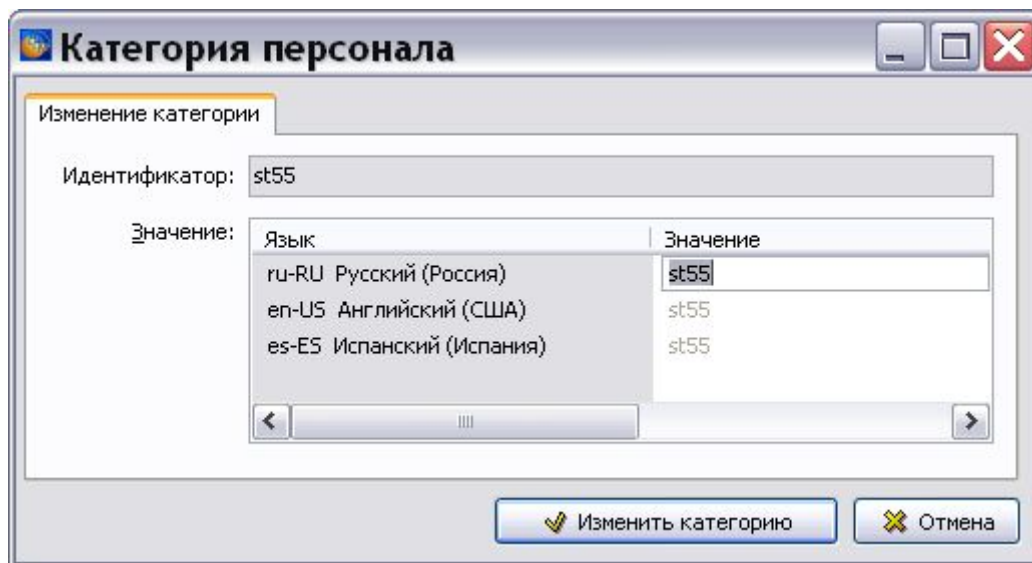 Категория персонала
Изменение категории
Идентификатор: st55
Значение: Язык Значение
ru-RU Русский (Россия) st55
en-US Английский (США) st55
es-ES Испанский (Испания) st55
Изменить категорию Отмена